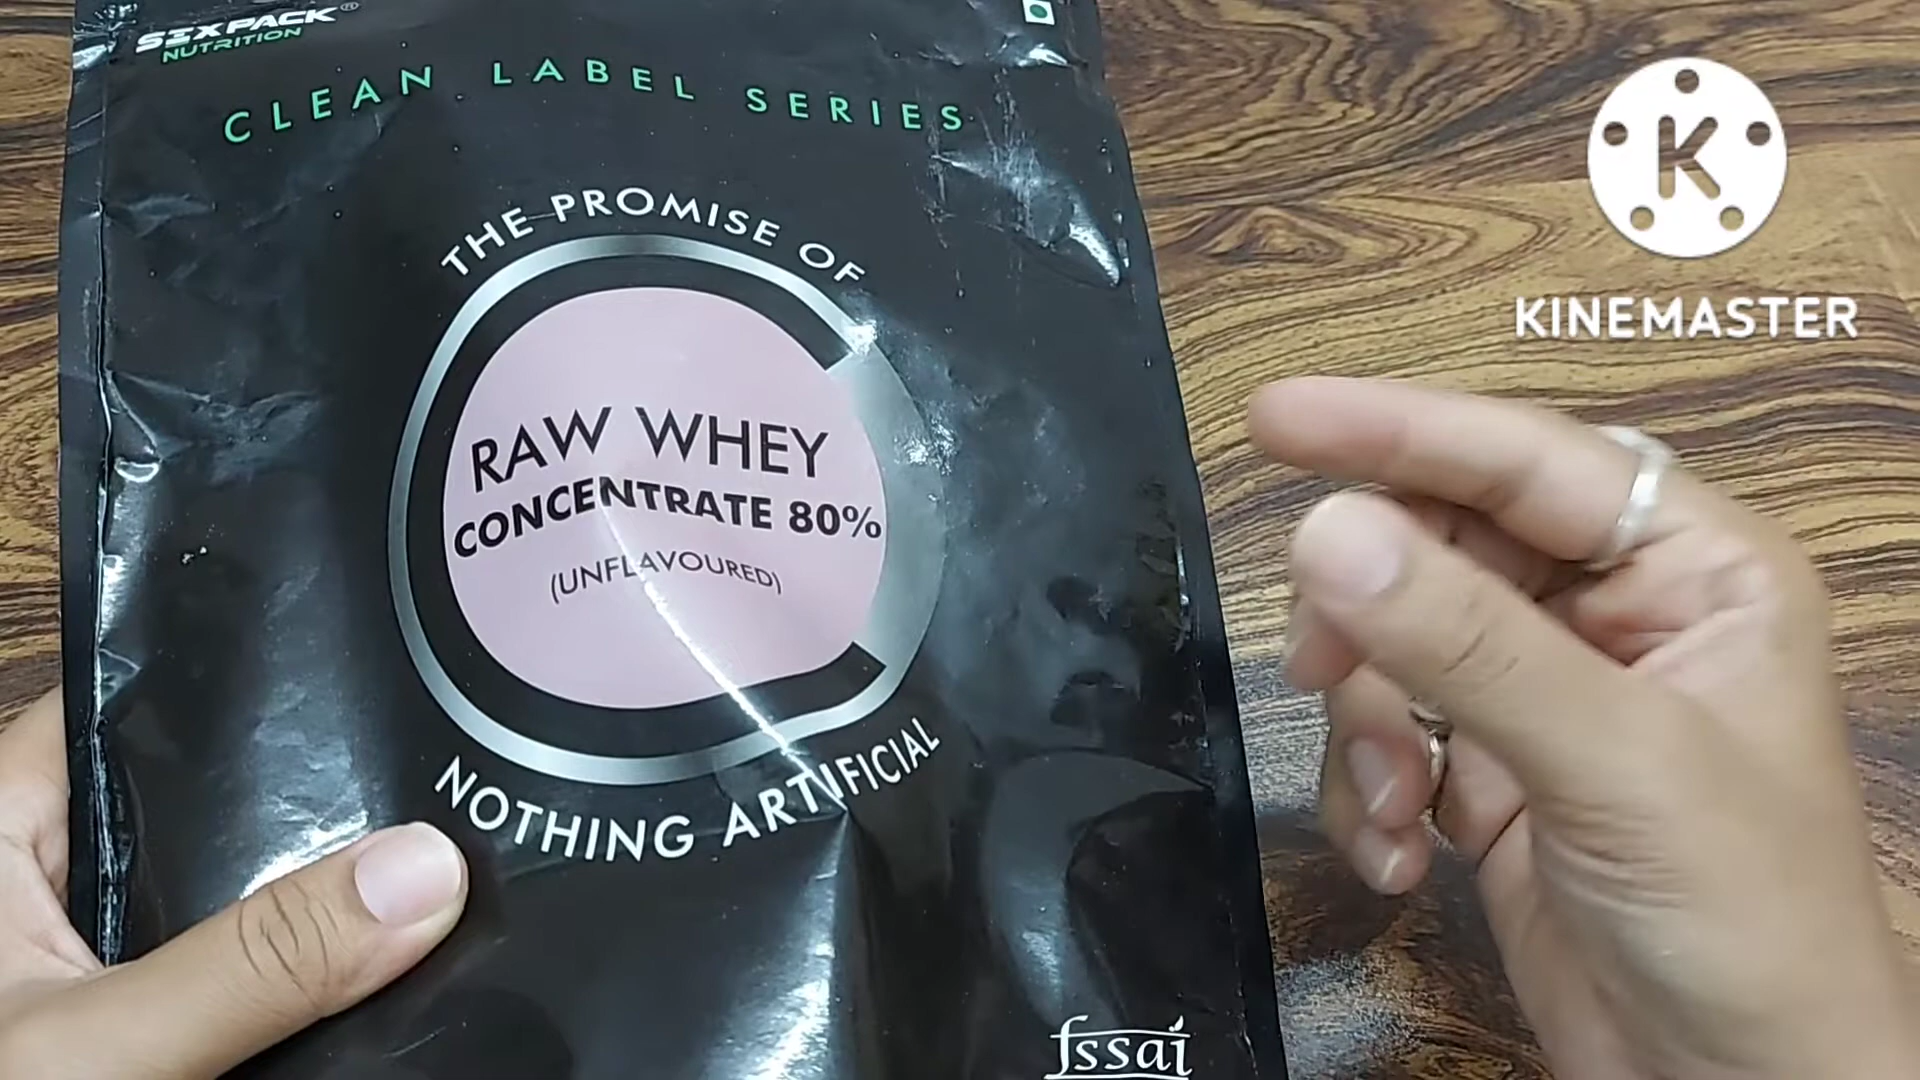 SIXPACK®
NUTRITION
CLEAN LABEL SERIES
THE PROMISE OF
RAW WHEY
CONCENTRATE 80%
(UNFLAVOURED)
NOTHING ARTIFICIAL
fssai
K
KINEMASTER